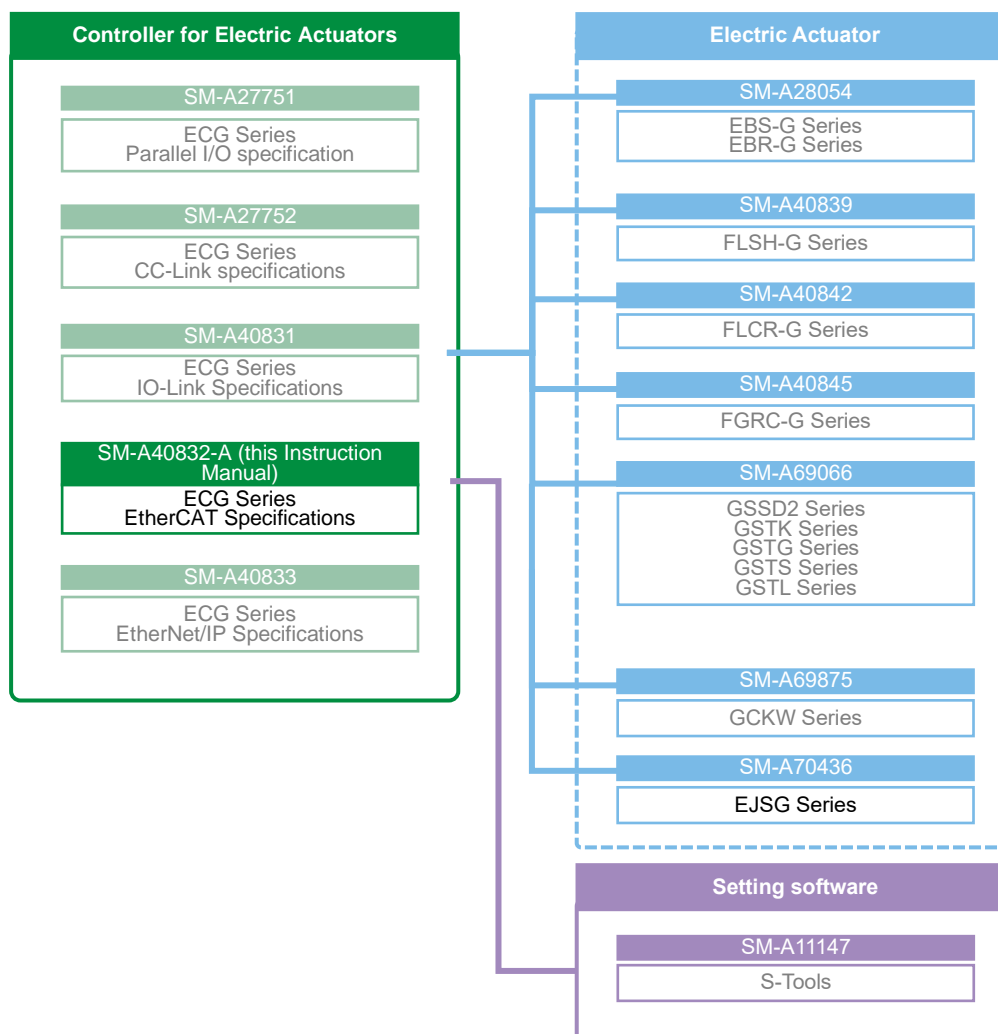 Controller for Electric Actuators
SM-A27751
ECG Series
Parallel I/O specification
SM-A27752
ECG Series
CC-Link specifications
SM-A40831
ECG Series
IO-Link Specifications
SM-A40832-A (this Instruction
Manual)
ECG Series
EtherCAT Specifications
SM-A40833
ECG Series
EtherNet/IP Specifications
Electric Actuator
SM-A28054
EBS-G Series
EBR-G Series
SM-A40839
FLSH-G Series
SM-A40842
FLCR-G Series
SM-A40845
FGRC-G Series
SM-A69066
GSSD2 Series
GSTK Series
GSTG Series
GSTS Series
GSTL Series
SM-A69875
GCKW Series
SM-A70436
EJSG Series
Setting software
SM-A11147
S-Tools